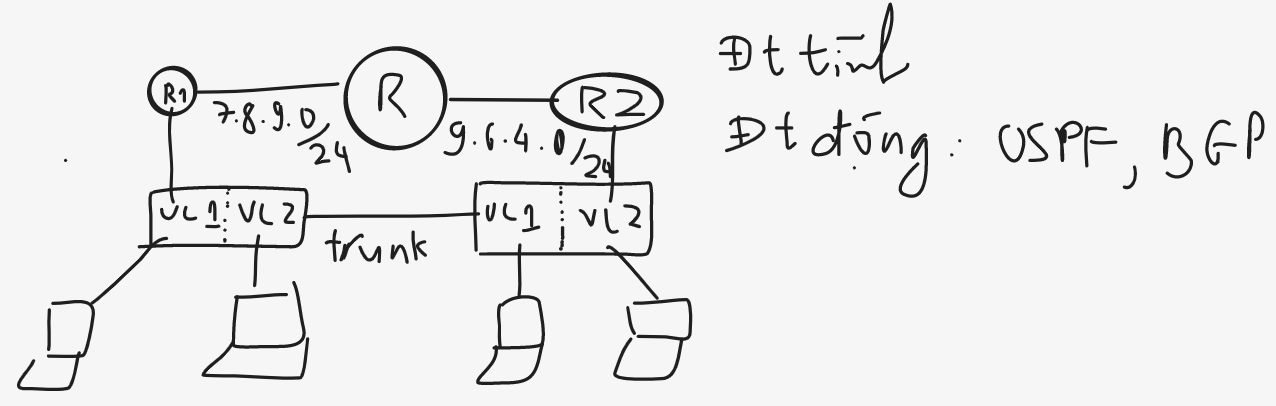 Đt tĩnh
R1
R
R2
7.8.9.0/24
9.6.4.0/24
Đt động: OSPF, BGP
VL1 VL2
trunk
VL1 VL2